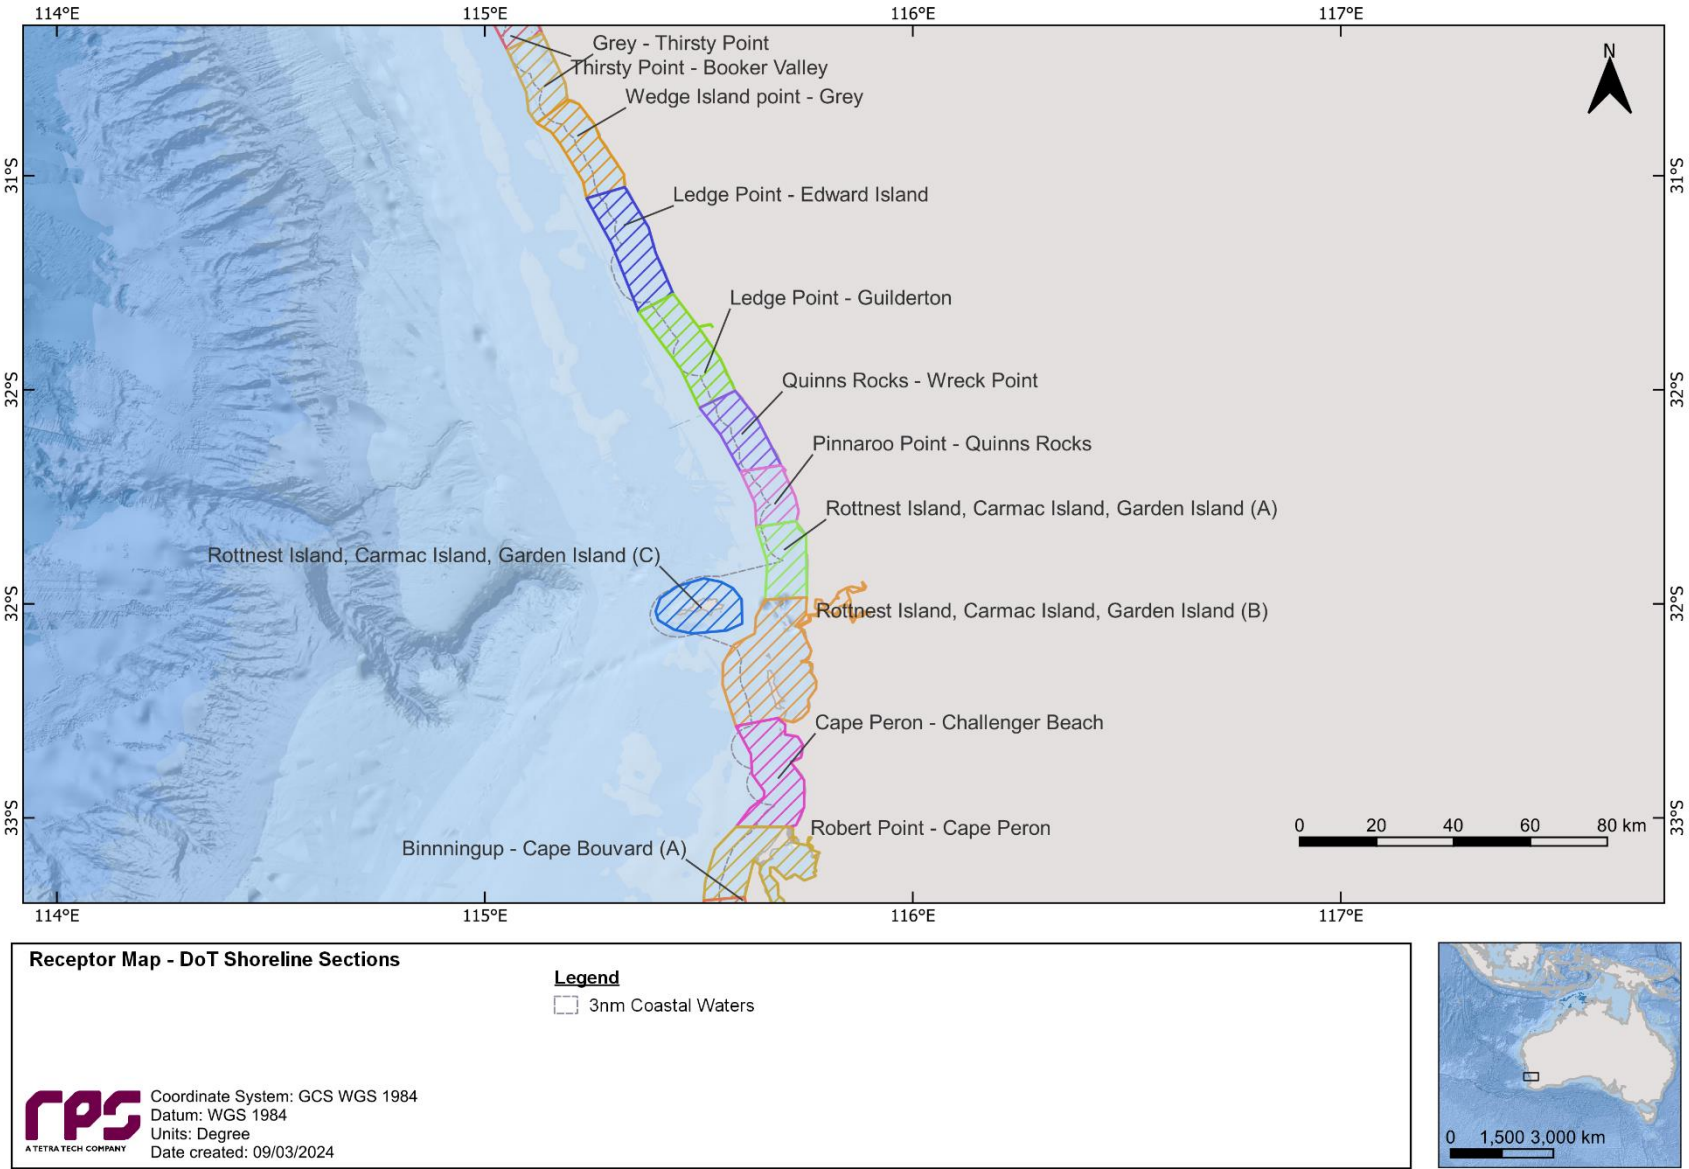 114°E
115°E
116°E
117°E
N
Grey - Thirsty Point
Thirsty Point - Booker Valley
Wedge Island point - Grey
31°S
31°S
Ledge Point - Edward Island
Ledge Point - Guilderton
32°S
32°S
Quinns Rocks - Wreck Point
Pinnaroo Point - Quinns Rocks
Rottnest Island, Carmac Island, Garden Island (A)
Rottnest Island, Carmac Island, Garden Island (C)
32°S
32°S
Rottnest Island, Carmac Island, Garden Island (B)
Cape Peron - Challenger Beach
33°S
33°S
Robert Point - Cape Peron
0 20 40 60 80 km
Binnningup - Cape Bouvard (A)
114°E
115°E
116°E
117°E
Receptor Map - DoT Shoreline Sections
Legend
3nm Coastal Waters
rps
A TETRA TECH COMPANY
Coordinate System: GCS WGS 1984
Datum: WGS 1984
Units: Degree
Date created: 09/03/2024
0 1,500 3,000 km